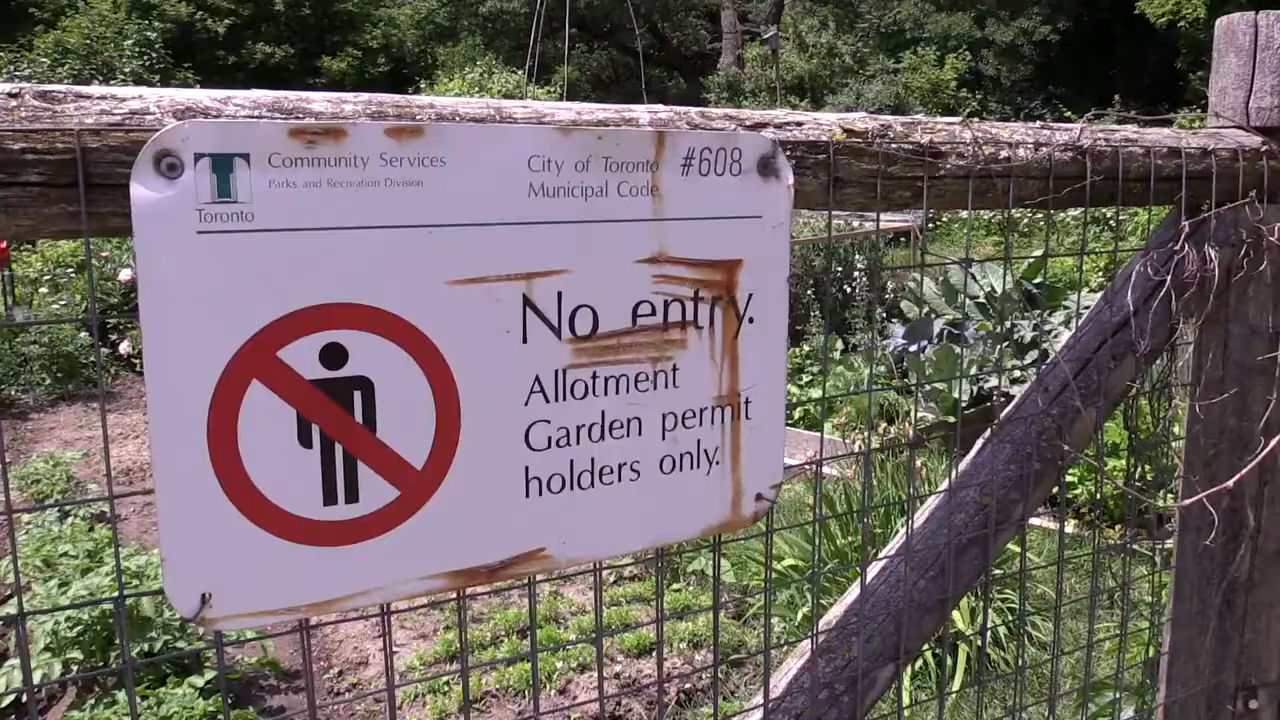 Community Services
Parks and Recreation Division
Toronto
City of Toronto
Municipal Code
#608
No entry.
Allotment
Garden permit
holders only.